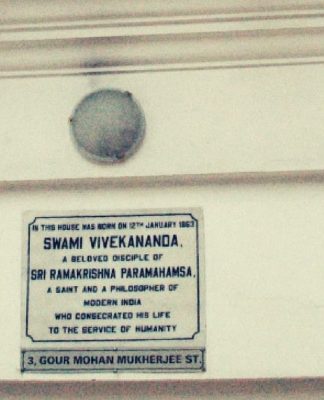 IN THIS HOUSE WAS BORN ON 12TH JANUARY 1863
SWAMI VIVEKANANDA,
A BELOVED DISCIPLE OF
SRI RAMAKRISHNA PARAMAHAMSA,
A SAINT AND A PHILOSOPHER OF
MODERN INDIA
WHO CONSECRATED HIS LIFE
TO THE SERVICE OF HUMANITY
3, GOUR MOHAN MUKHERJEE ST.